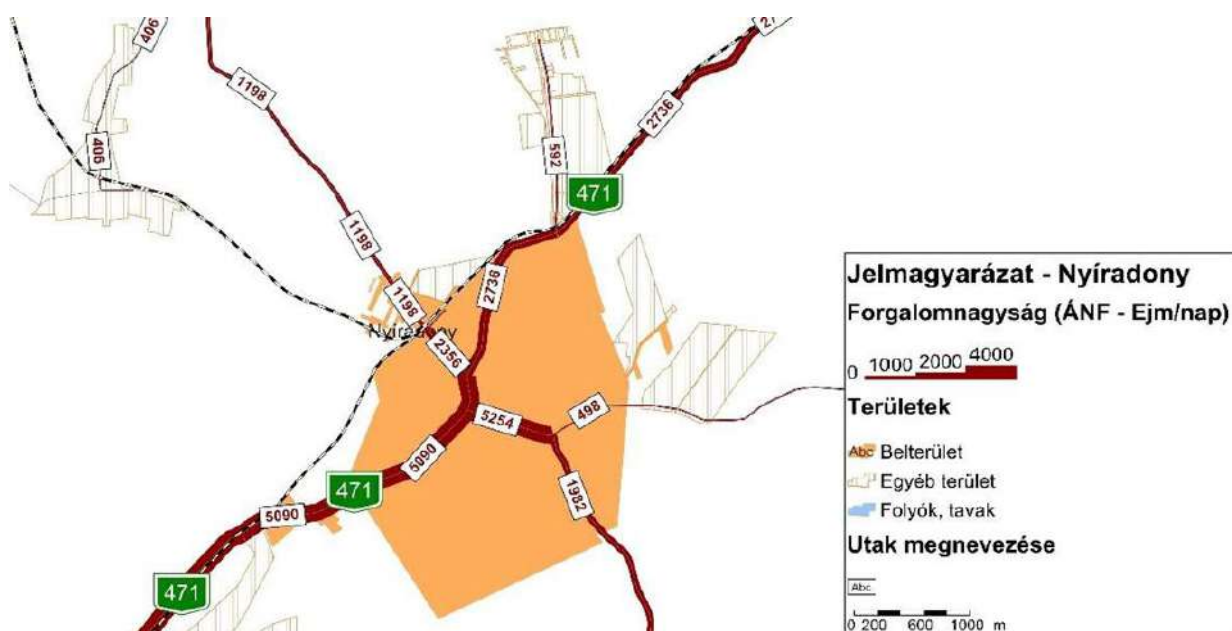 406
27
1198
2736
406
592
471
1198
2736
1198
Nyíradony
2356
5254
498
5090
471
1982
5090
471
Jelmagyarázat - Nyíradony
Forgalomnagyság (ÁNF - Ejm/nap)
0 1000 2000 4000
Területek
Abc Belterület
Egyéb terület
Folyók, tavak
Utak megnevezése
Abc
0 200 600 1000 m